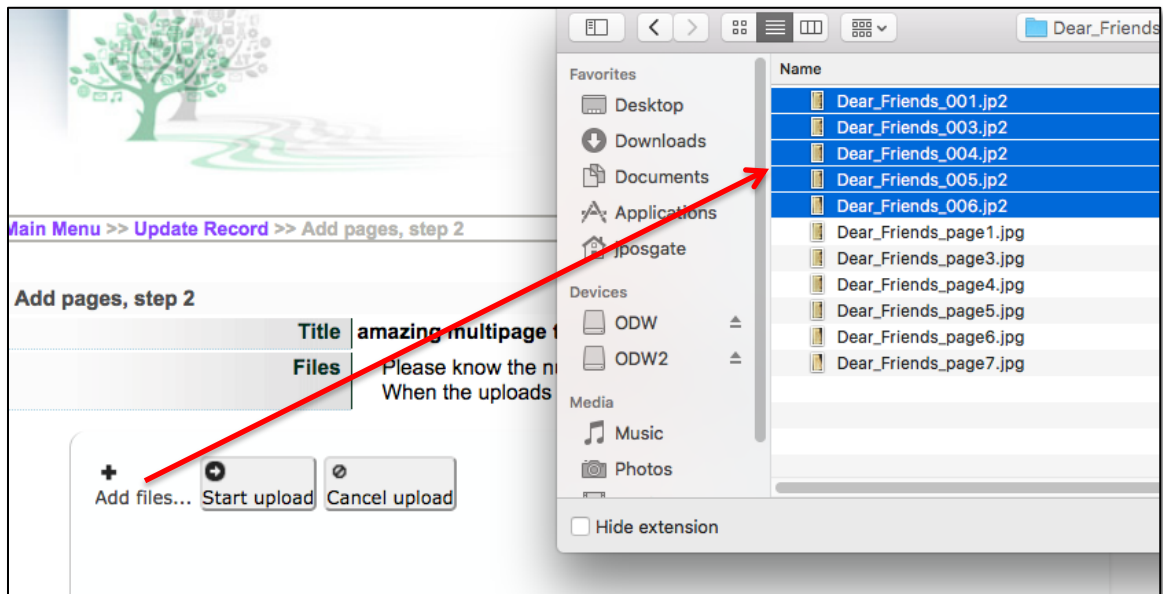 Main Menu >> Update Record >> Add pages, step 2
Add pages, step 2
Title amazing multipage
Files Please know the
When the uploads
Add files... Start upload Cancel upload
Dear_Friends
Favorites
Desktop
Downloads
Documents
Applications
jposgate
Devices
ODW
ODW2
Media
Music
Photos
Name
Dear_Friends_001.jp2
Dear_Friends_003.jp2
Dear_Friends_004.jp2
Dear_Friends_005.jp2
Dear_Friends_006.jp2
Dear_Friends_page1.jpg
Dear_Friends_page3.jpg
Dear_Friends_page4.jpg
Dear_Friends_page5.jpg
Dear_Friends_page6.jpg
Dear_Friends_page7.jpg
Hide extension